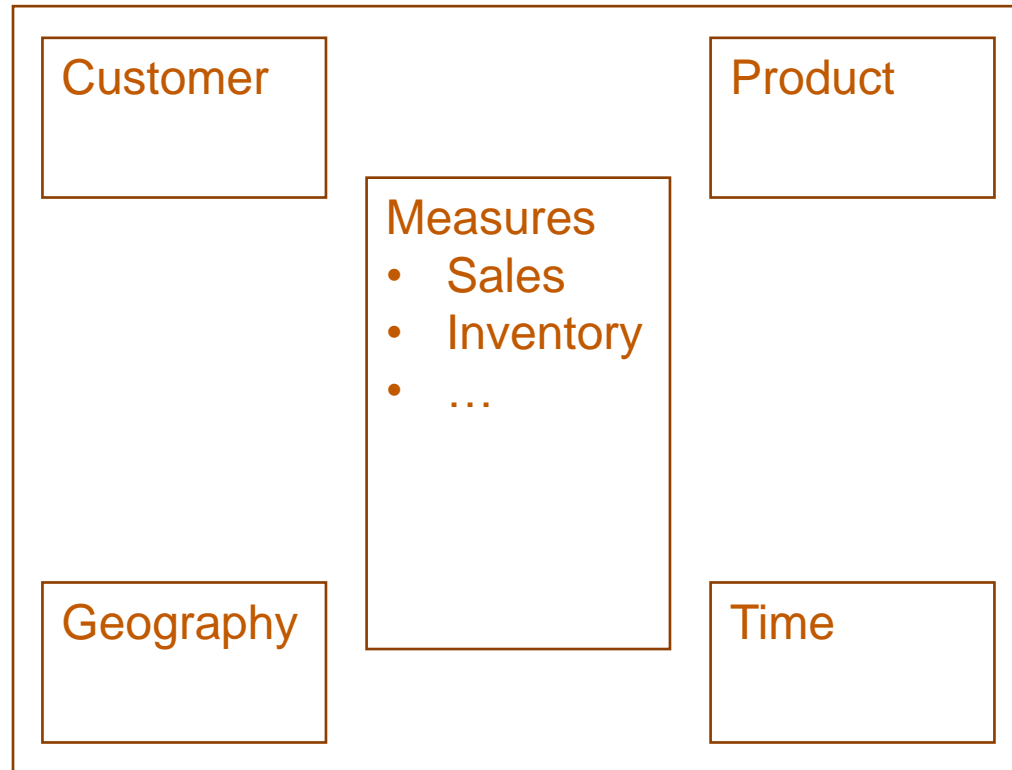 Customer
Product
Measures
• Sales
• Inventory
• …
Geography
Time